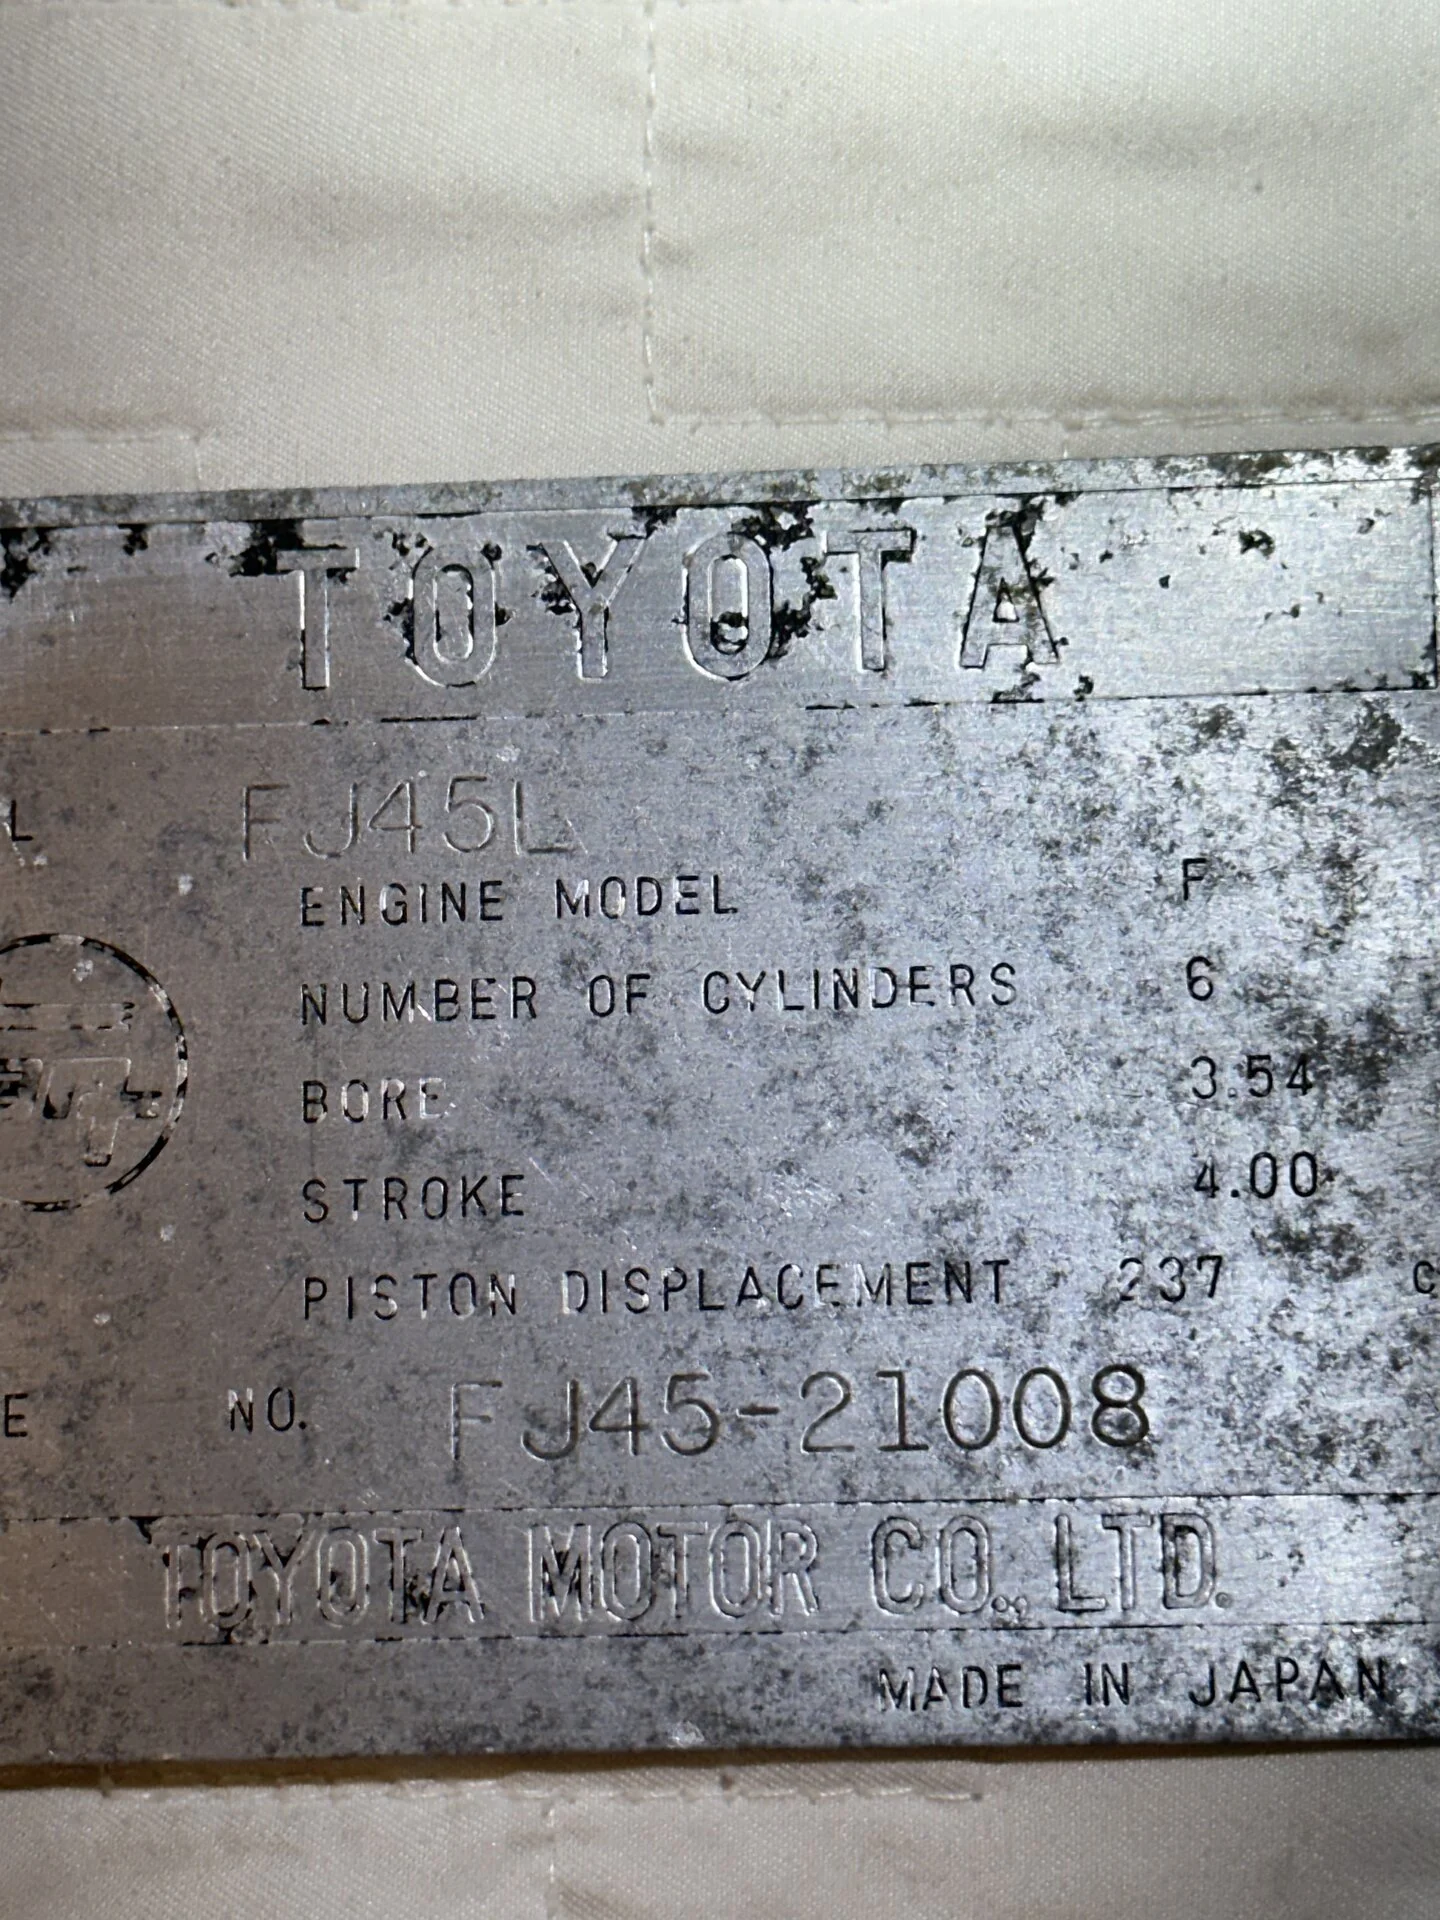 TOYOTA
L FJ45L
ENGINE MODEL F
NUMBER OF CYLINDERS 6
BORE 3.54
STROKE 4.00
PISTON DISPLACEMENT 237 C
E NO. FJ45-21008
TOYOTA MOTOR CO., LTD.
MADE IN JAPAN